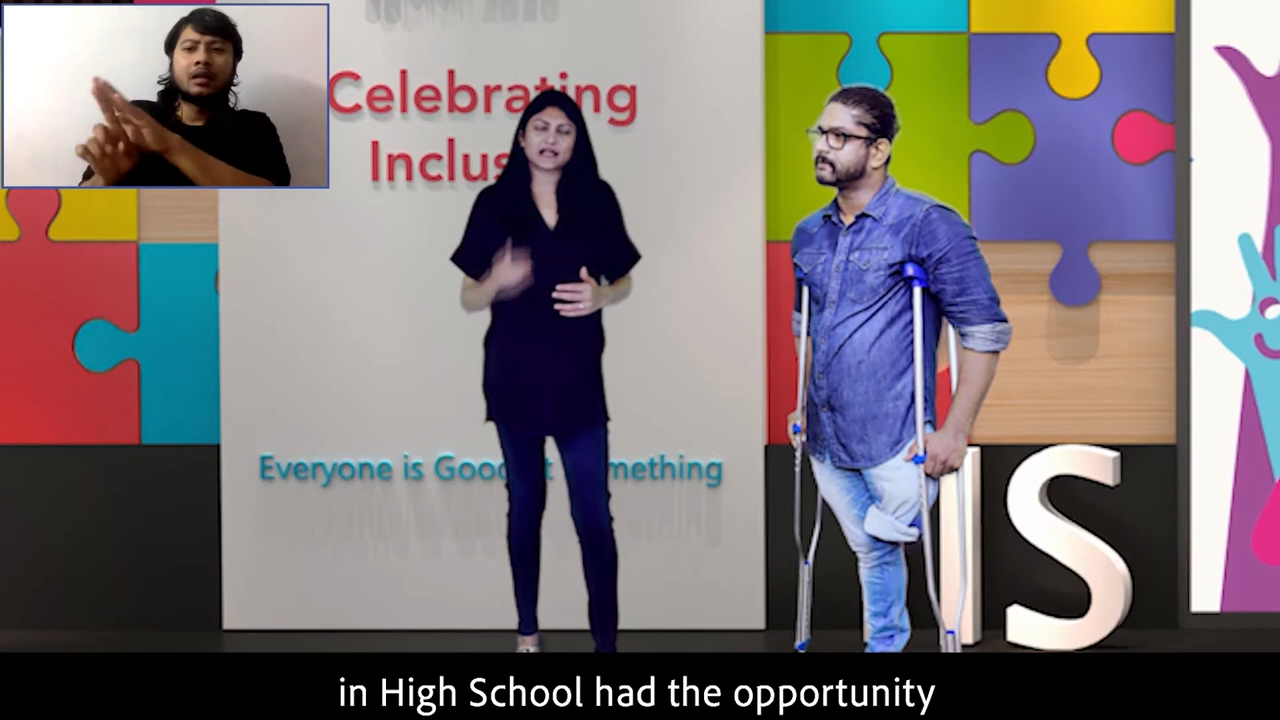 Celebrating
Inclus
Everyone is Good t mething
IS
in High School had the opportunity